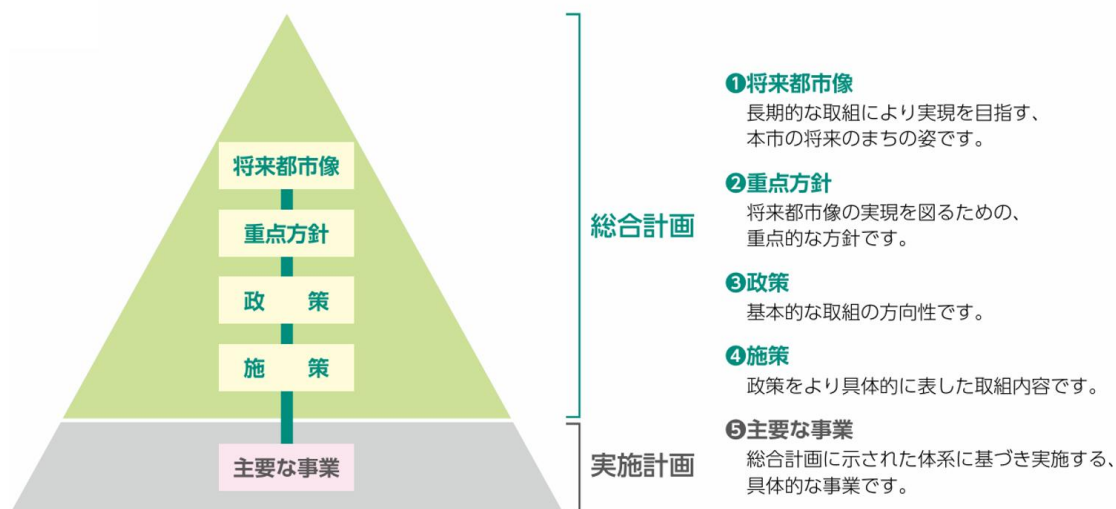 将来都市像
重点方針
政　策
施　策
主要な事業
総合計画
実施計画
❶将来都市像
長期的な取組により実現を目指す、
本市の将来のまちの姿です。
❷重点方針
将来都市像の実現を図るための、
重点的な方針です。
❸政策
基本的な取組の方向性です。
❹施策
政策をより具体的に表した取組内容です。
❺主要な事業
総合計画に示された体系に基づき実施する、
具体的な事業です。